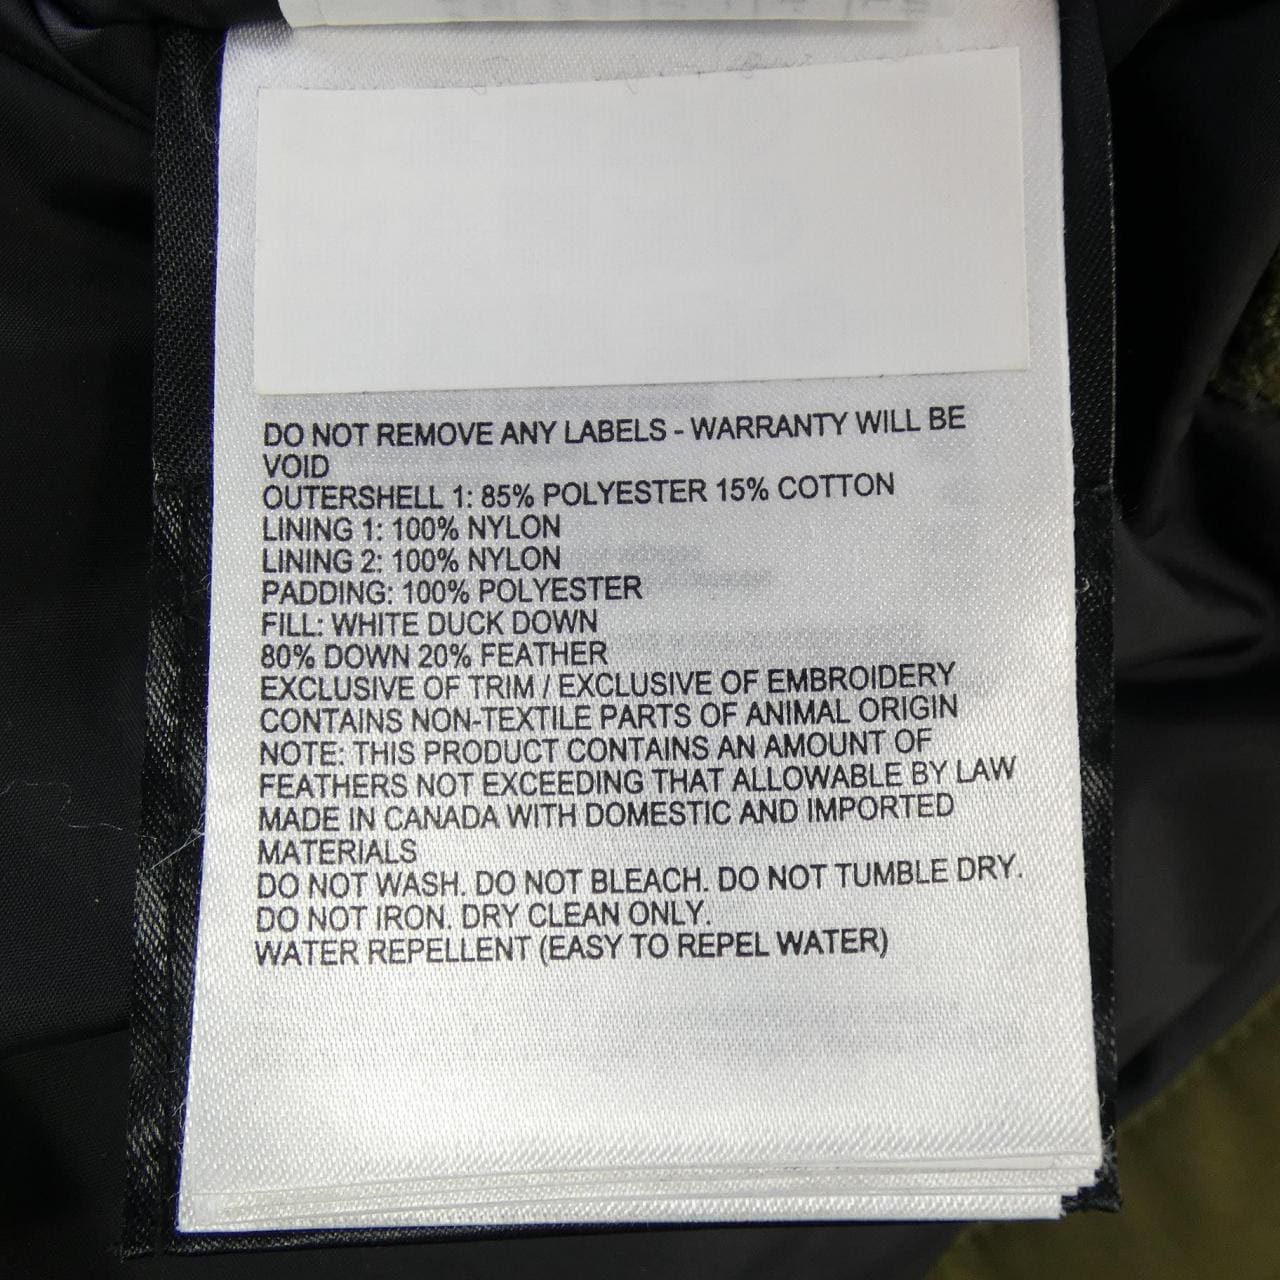 DO NOT REMOVE ANY LABELS - WARRANTY WILL BE
VOID
OUTERSHELL 1: 85% POLYESTER 15% COTTON
LINING 1: 100% NYLON
LINING 2: 100% NYLON
PADDING: 100% POLYESTER
FILL: WHITE DUCK DOWN
80% DOWN 20% FEATHER
EXCLUSIVE OF TRIM / EXCLUSIVE OF EMBROIDERY
CONTAINS NON-TEXTILE PARTS OF ANIMAL ORIGIN
NOTE: THIS PRODUCT CONTAINS AN AMOUNT OF
FEATHERS NOT EXCEEDING THAT ALLOWABLE BY LAW
MADE IN CANADA WITH DOMESTIC AND IMPORTED
MATERIALS
DO NOT WASH. DO NOT BLEACH. DO NOT TUMBLE DRY.
DO NOT IRON. DRY CLEAN ONLY.
WATER REPELLENT (EASY TO REPEL WATER)